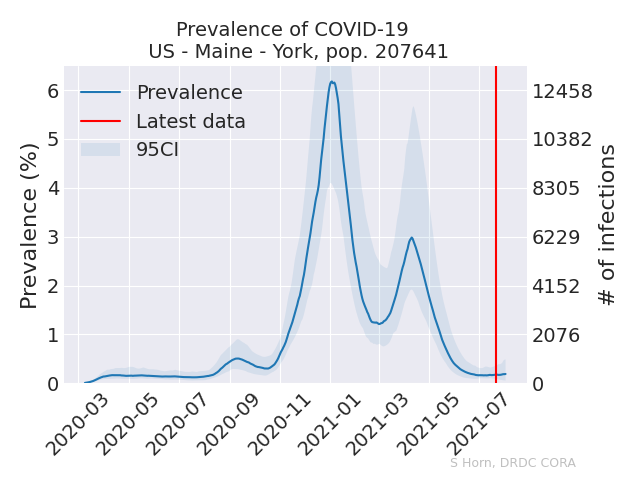 Prevalence of COVID-19
US - Maine - York, pop. 207641
Prevalence
Latest data
95CI
Prevalence (%)
6
5
4
3
2
1
0
12458
10382
8305
6229
4152
2076
0
# of infections
2020-03
2020-05
2020-07
2020-09
2020-11
2021-01
2021-03
2021-05
2021-07
S Horn, DRDC CORA